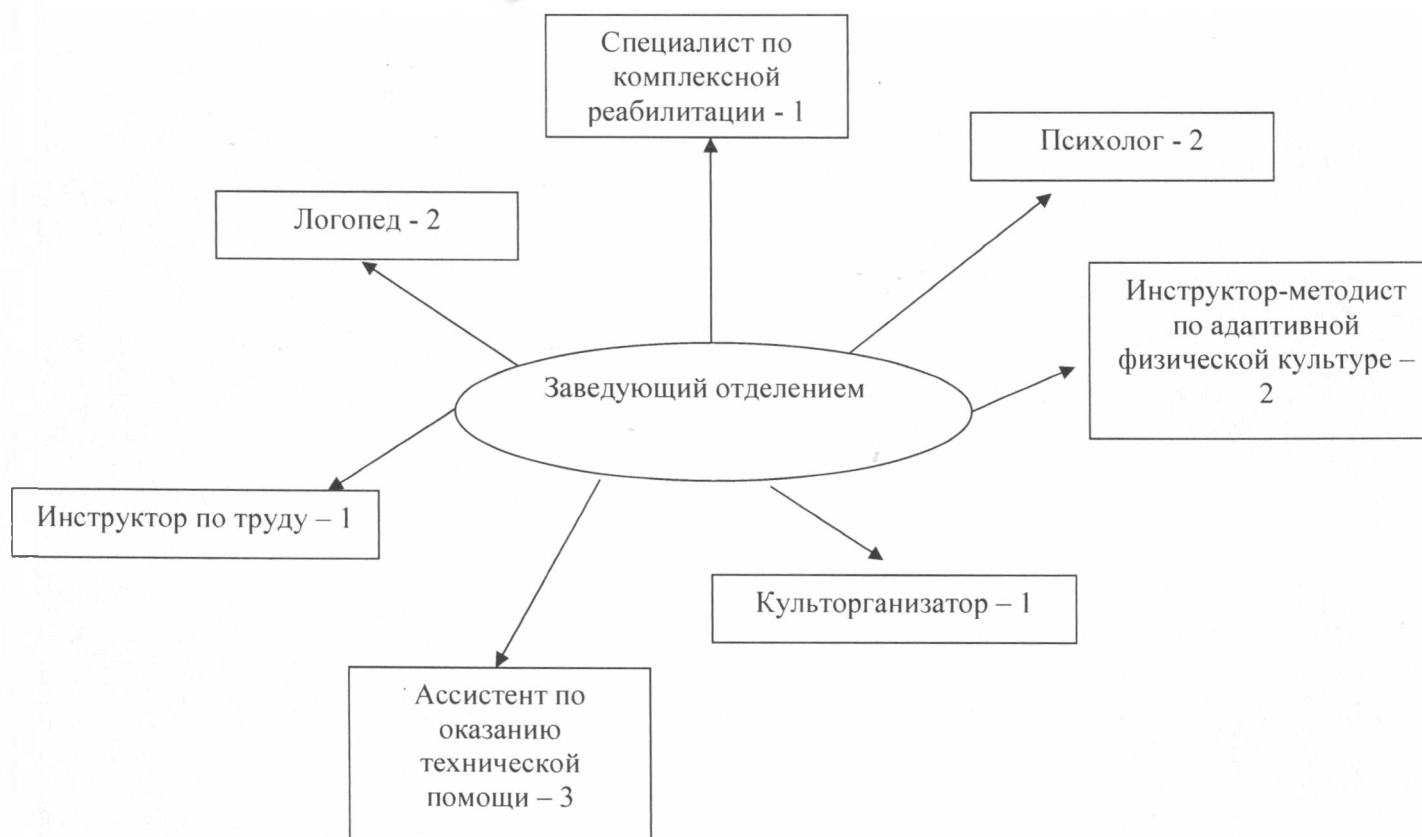 Специалист по
комплексной
реабилитации - 1
Психолог - 2
Логопед - 2
Инструктор-методист
по адаптивной
физической культуре –
2
Заведующий отделением
Инструктор по труду – 1
Культорганизатор – 1
Ассистент по
оказанию
технической
помощи – 3